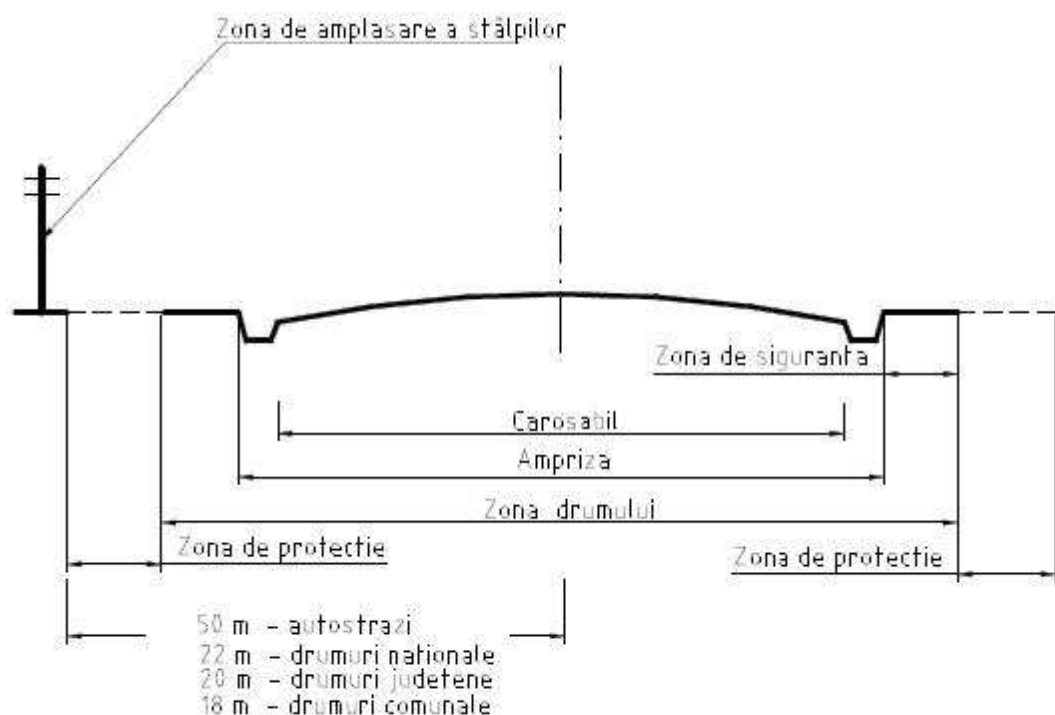 Zona de amplasare a stâlpilor
Zona de siguranta
Carosabil
Ampriza
Zona drumului
Zona de protectie
Zona de protectie
50 m - autostrazi
22 m - drumuri nationale
20 m - drumuri judetene
18 m - drumuri comunale